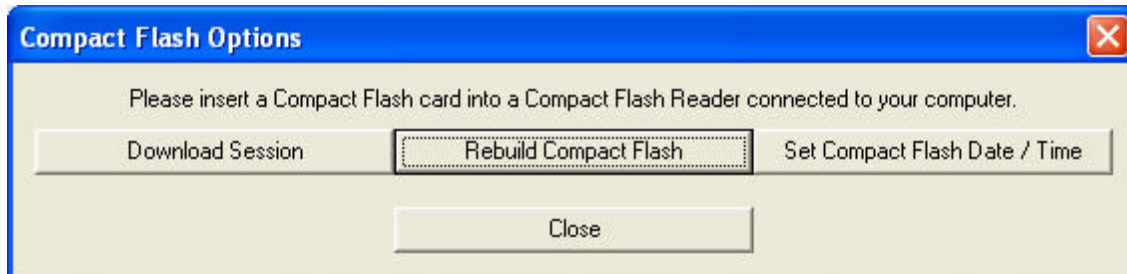 Compact Flash Options
Please insert a Compact Flash card into a Compact Flash Reader connected to your computer.
Download Session Rebuild Compact Flash Set Compact Flash Date / Time
Close